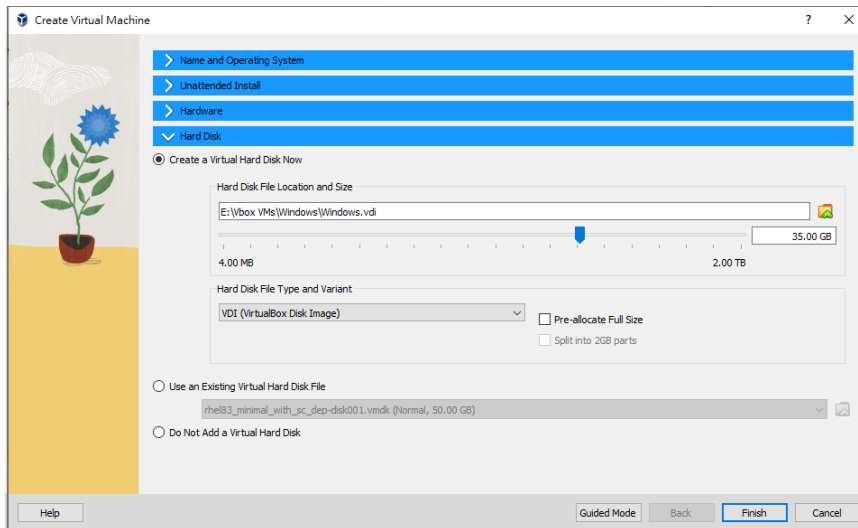 Create Virtual Machine
Name and Operating System
Unattended Install
Hardware
Hard Disk
Create a Virtual Hard Disk Now
Hard Disk File Location and Size
E:\Vbox VMs\Windows\Windows.vdi
35.00 GB
4.00 MB 2.00 TB
Hard Disk File Type and Variant
VDI (VirtualBox Disk Image)
Pre-allocate Full Size
Split into 2GB parts
Use an Existing Virtual Hard Disk File
rhel83_minimal_with_sc_dep-disk001.vmdk (Normal, 50.00 GB)
Do Not Add a Virtual Hard Disk
Help Guided Mode Back Finish Cancel